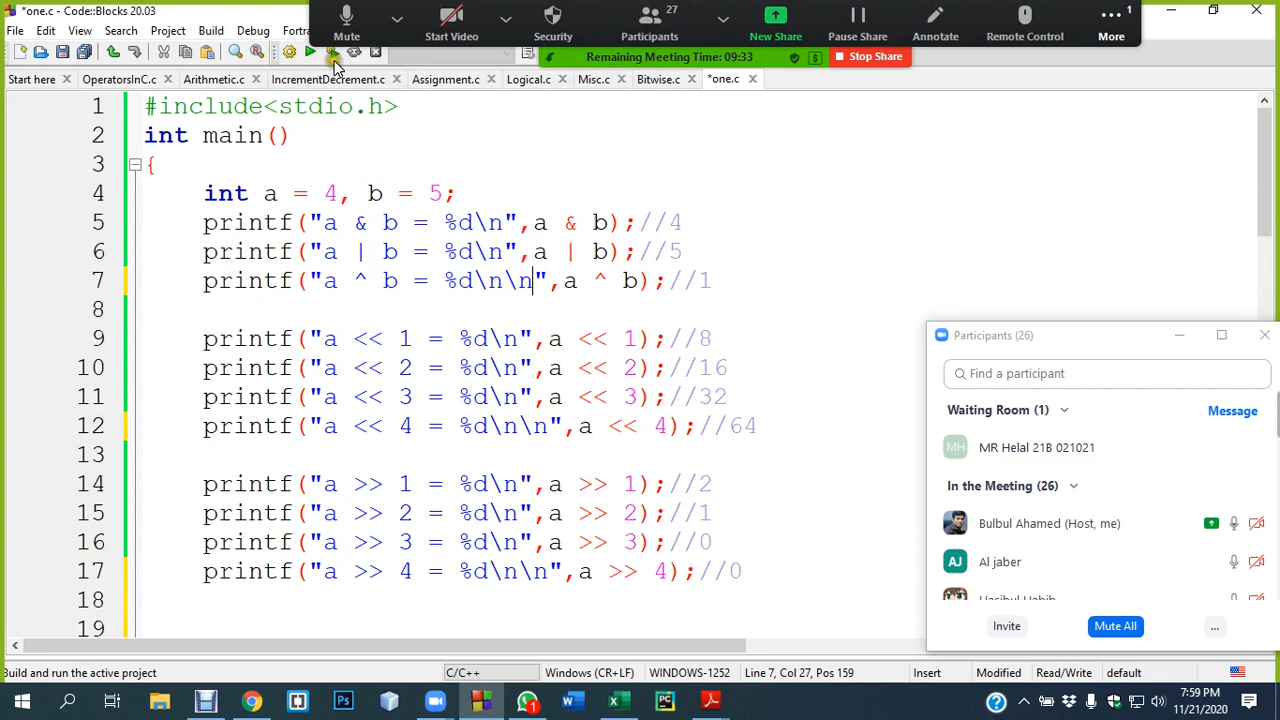 *one.c - Code::Blocks 20.03
File Edit View Search Project Build Debug Fortra
Mute Start Video Security 27 Participants New Share Pause Share Annotate Remote Control 1 More
Remaining Meeting Time: 09:33 Stop Share
Start here OperatorsInC.c Arithmetic.c IncrementDecrement.c Assignment.c Logical.c Misc.c Bitwise.c *one.c
1 #include<stdio.h>
2 int main()
3 {
4 int a = 4, b = 5;
5 printf("a & b = %d\n",a & b);//4
6 printf("a | b = %d\n",a | b);//5
7 printf("a ^ b = %d\n\n",a ^ b);//1
8
9 printf("a << 1 = %d\n",a << 1);//8
10 printf("a << 2 = %d\n",a << 2);//16
11 printf("a << 3 = %d\n",a << 3);//32
12 printf("a << 4 = %d\n\n",a << 4);//64
13
14 printf("a >> 1 = %d\n",a >> 1);//2
15 printf("a >> 2 = %d\n",a >> 2);//1
16 printf("a >> 3 = %d\n",a >> 3);//0
17 printf("a >> 4 = %d\n\n",a >> 4);//0
18
19
Participants (26)
Find a participant
Waiting Room (1) Message
MH MR Helal 21B 021021
In the Meeting (26)
Bulbul Ahamed (Host, me)
AJ Al jaber
Hasibul Habib
Invite Mute All ...
Build and run the active project C/C++ Windows (CR+LF) WINDOWS-1252 Line 7, Col 27, Pos 159 Insert Modified Read/Write default
7:59 PM
11/21/2020